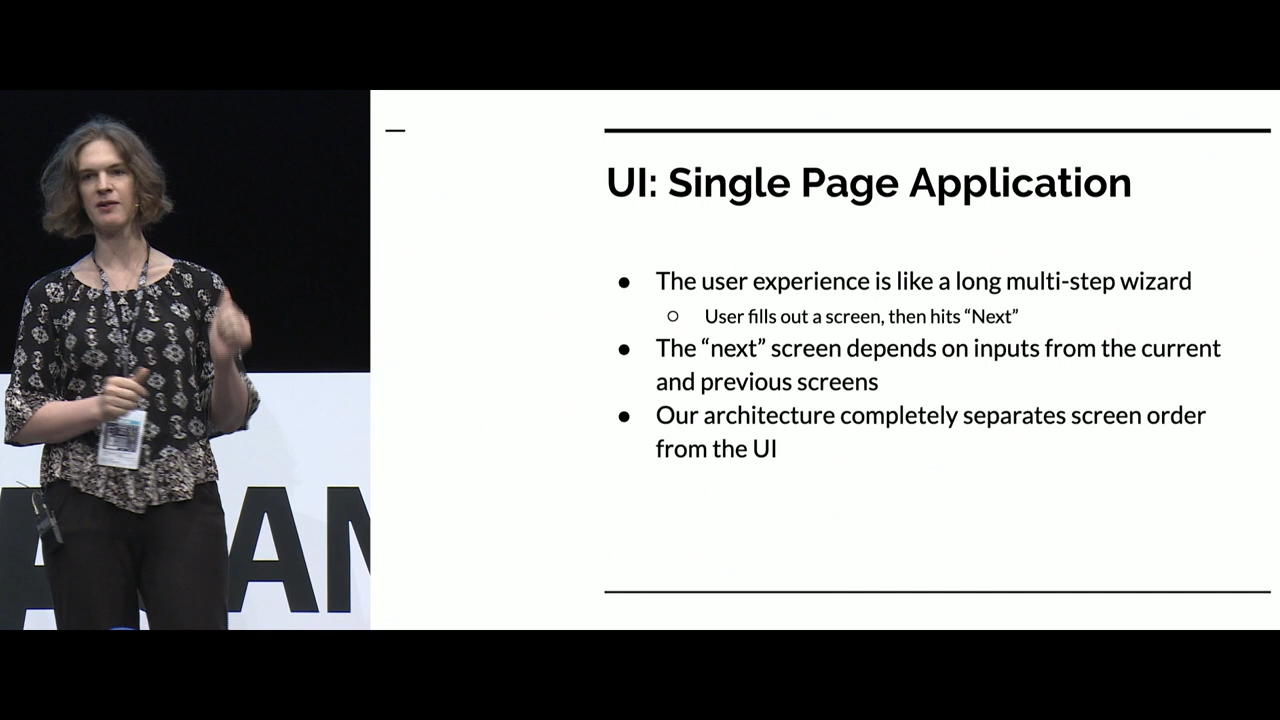 UI: Single Page Application
● The user experience is like a long multi-step wizard
○ User fills out a screen, then hits “Next”
● The “next” screen depends on inputs from the current
and previous screens
● Our architecture completely separates screen order
from the UI